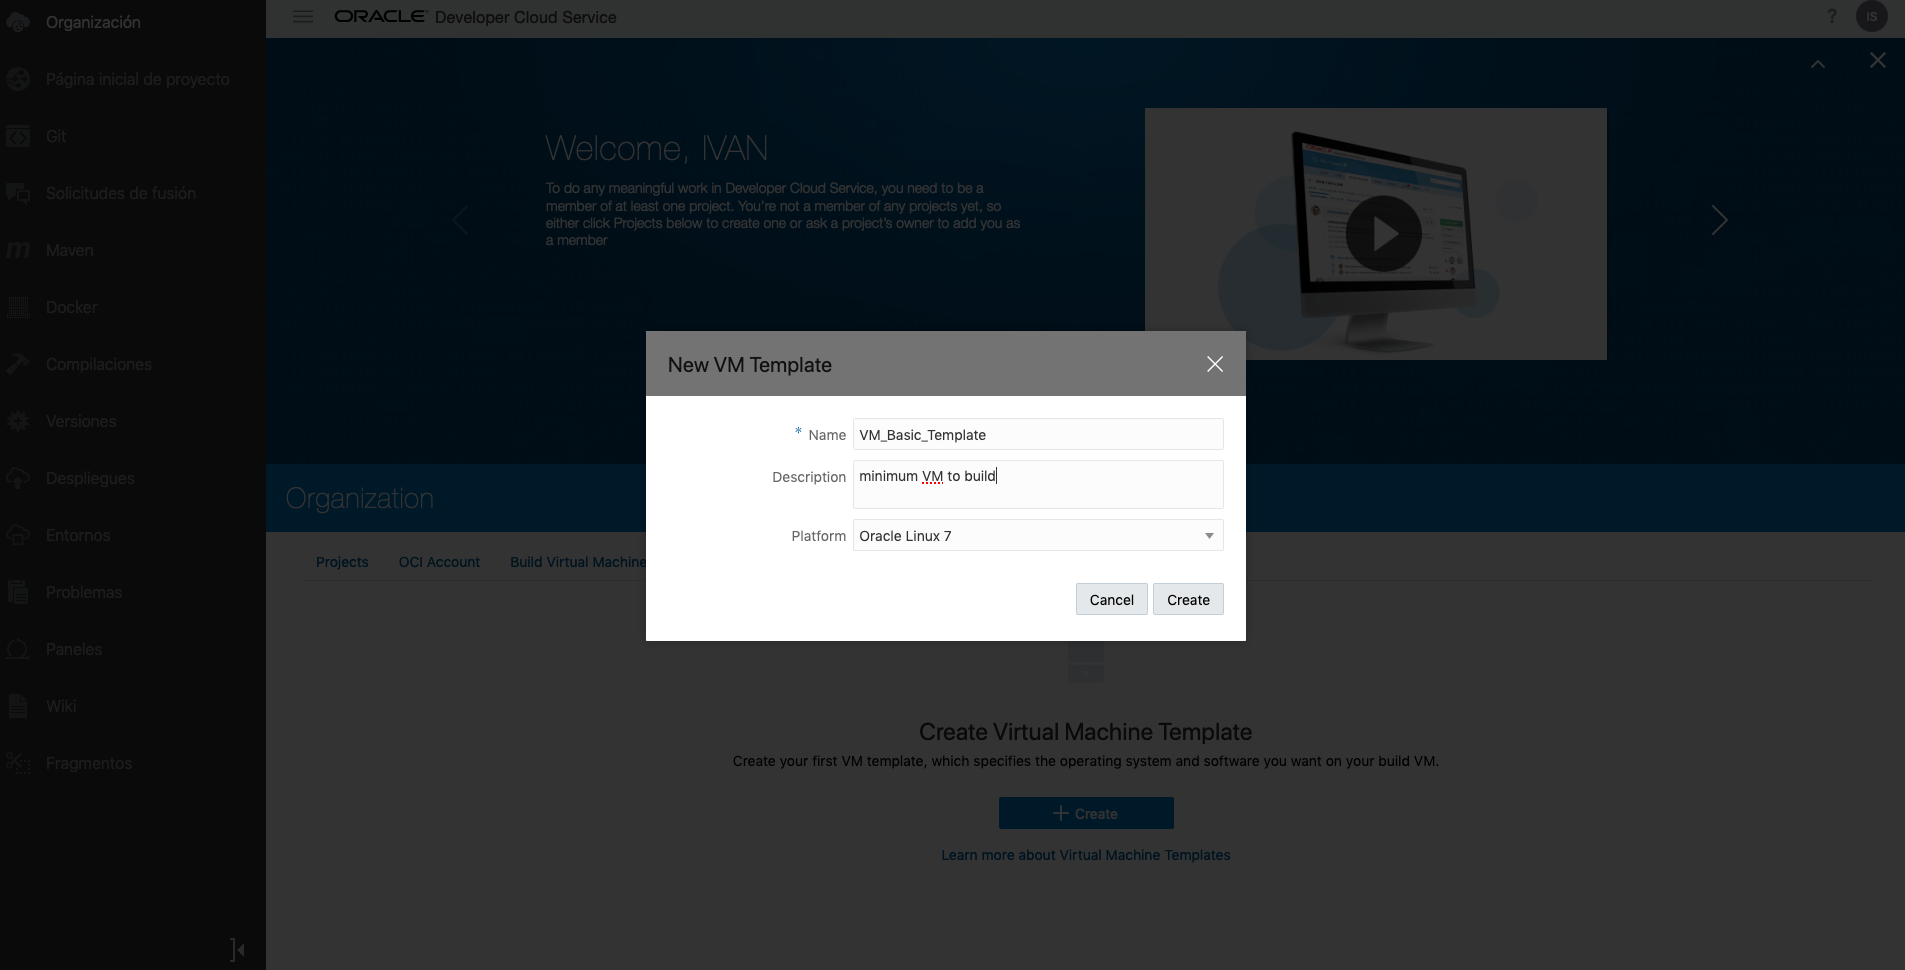 Organización
Página inicial de proyecto
Git
Solicitudes de fusión
Maven
Docker
Compilaciones
Versiones
Despliegues
Entornos
Problemas
Paneles
Wiki
Fragmentos
ORACLE Developer Cloud Service
? IS
Welcome, IVAN
To do any meaningful work in Developer Cloud Service, you need to be a
member of at least one project. You're not a member of any projects yet, so
either click Projects below to create one or ask a project's owner to add you as
a member
New VM Template
* Name VM_Basic_Template
Description minimum VM to build
Platform Oracle Linux 7
Cancel Create
Organization
Projects OCI Account Build Virtual Machine
Create Virtual Machine Template
Create your first VM template, which specifies the operating system and software you want on your build VM.
Create
Learn more about Virtual Machine Templates